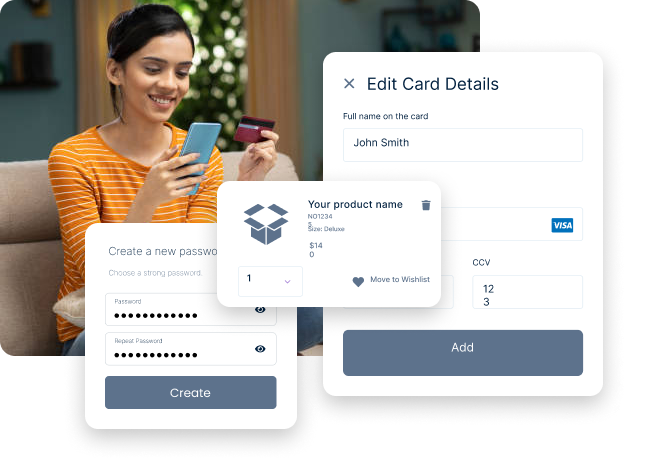 Edit Card Details
Full name on the card
John Smith
Your product name
NO1234
5
Size: Deluxe
$14
0
1
Move to Wishlist
VISA
CCV
12
3
Add
Create a new
Choose a strong password.
Password
Repeat Password
Create